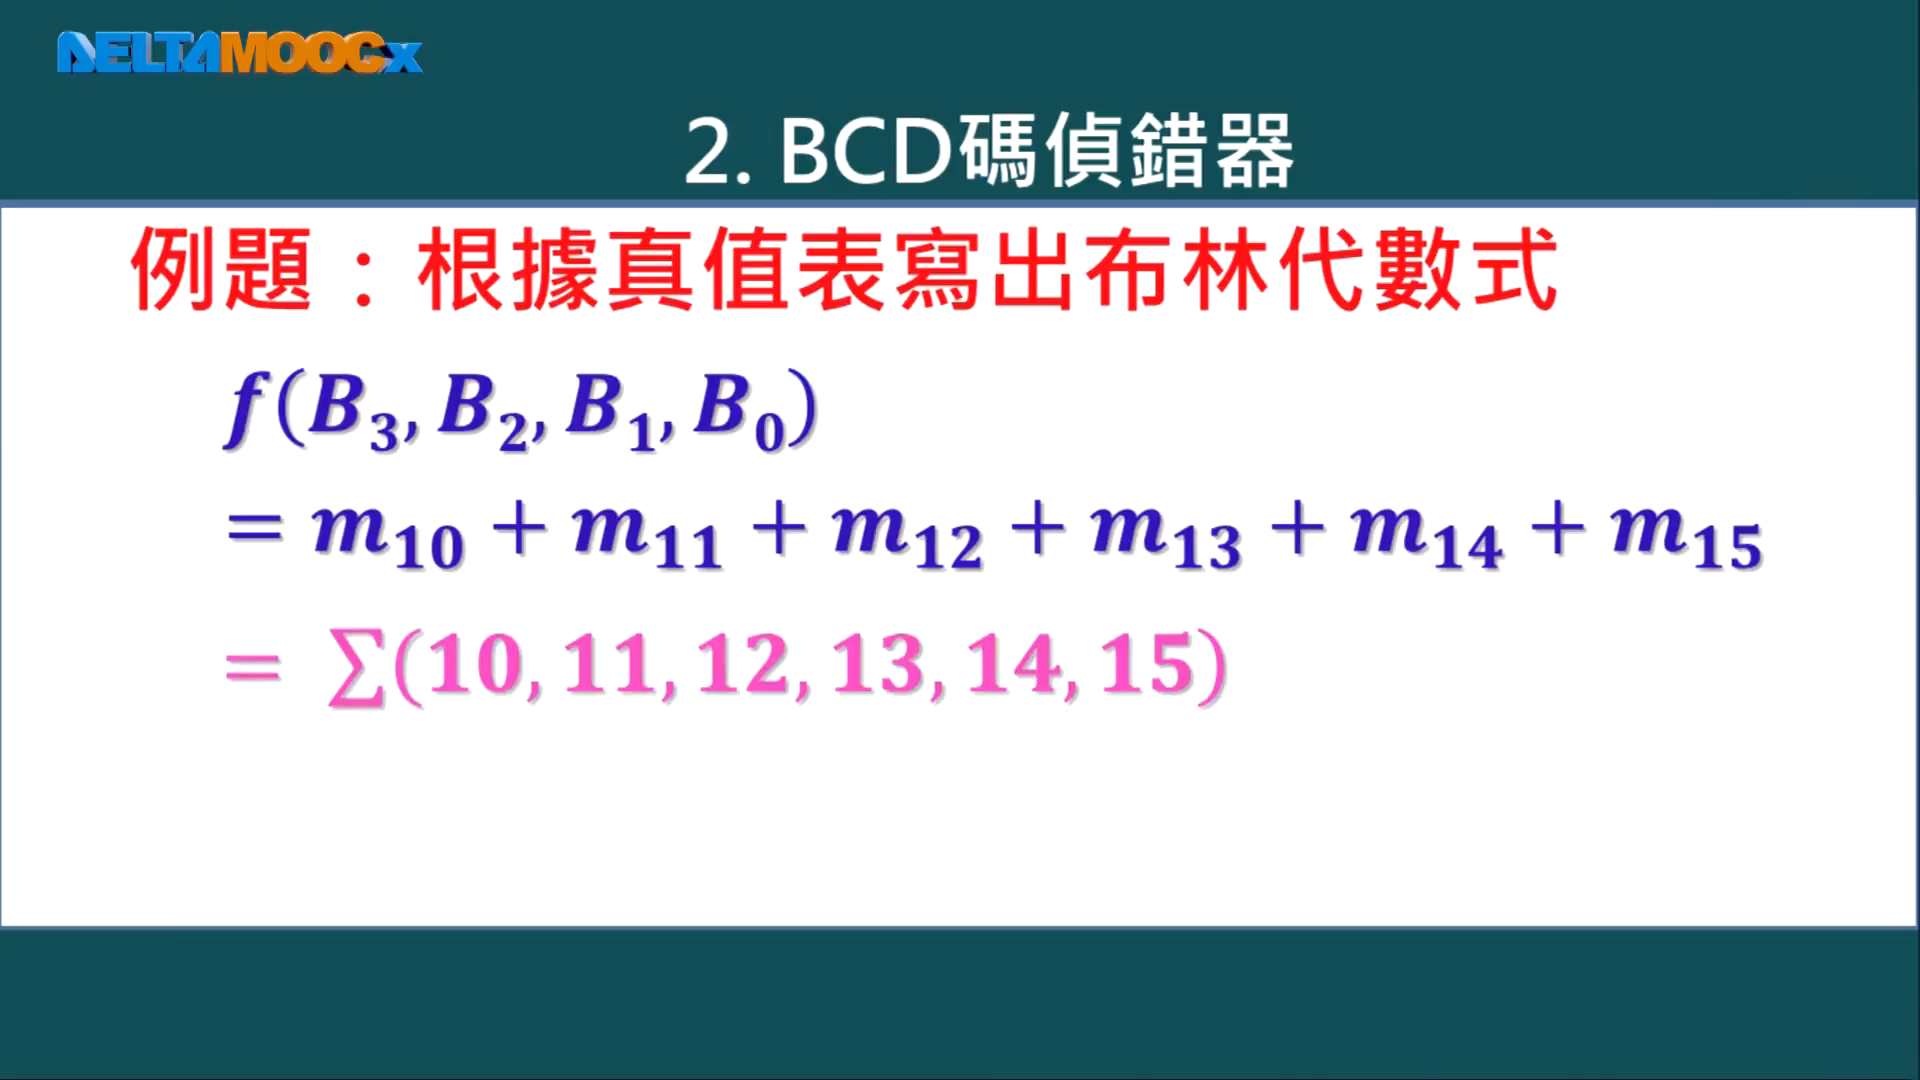 DELTAMOOCx
2. BCD碼偵錯器
例題：根據真值表寫出布林代數式
f(B₃, B₂, B₁, B₀)
= m₁₀ + m₁₁ + m₁₂ + m₁₃ + m₁₄ + m₁₅
= ∑(10, 11, 12, 13, 14, 15)